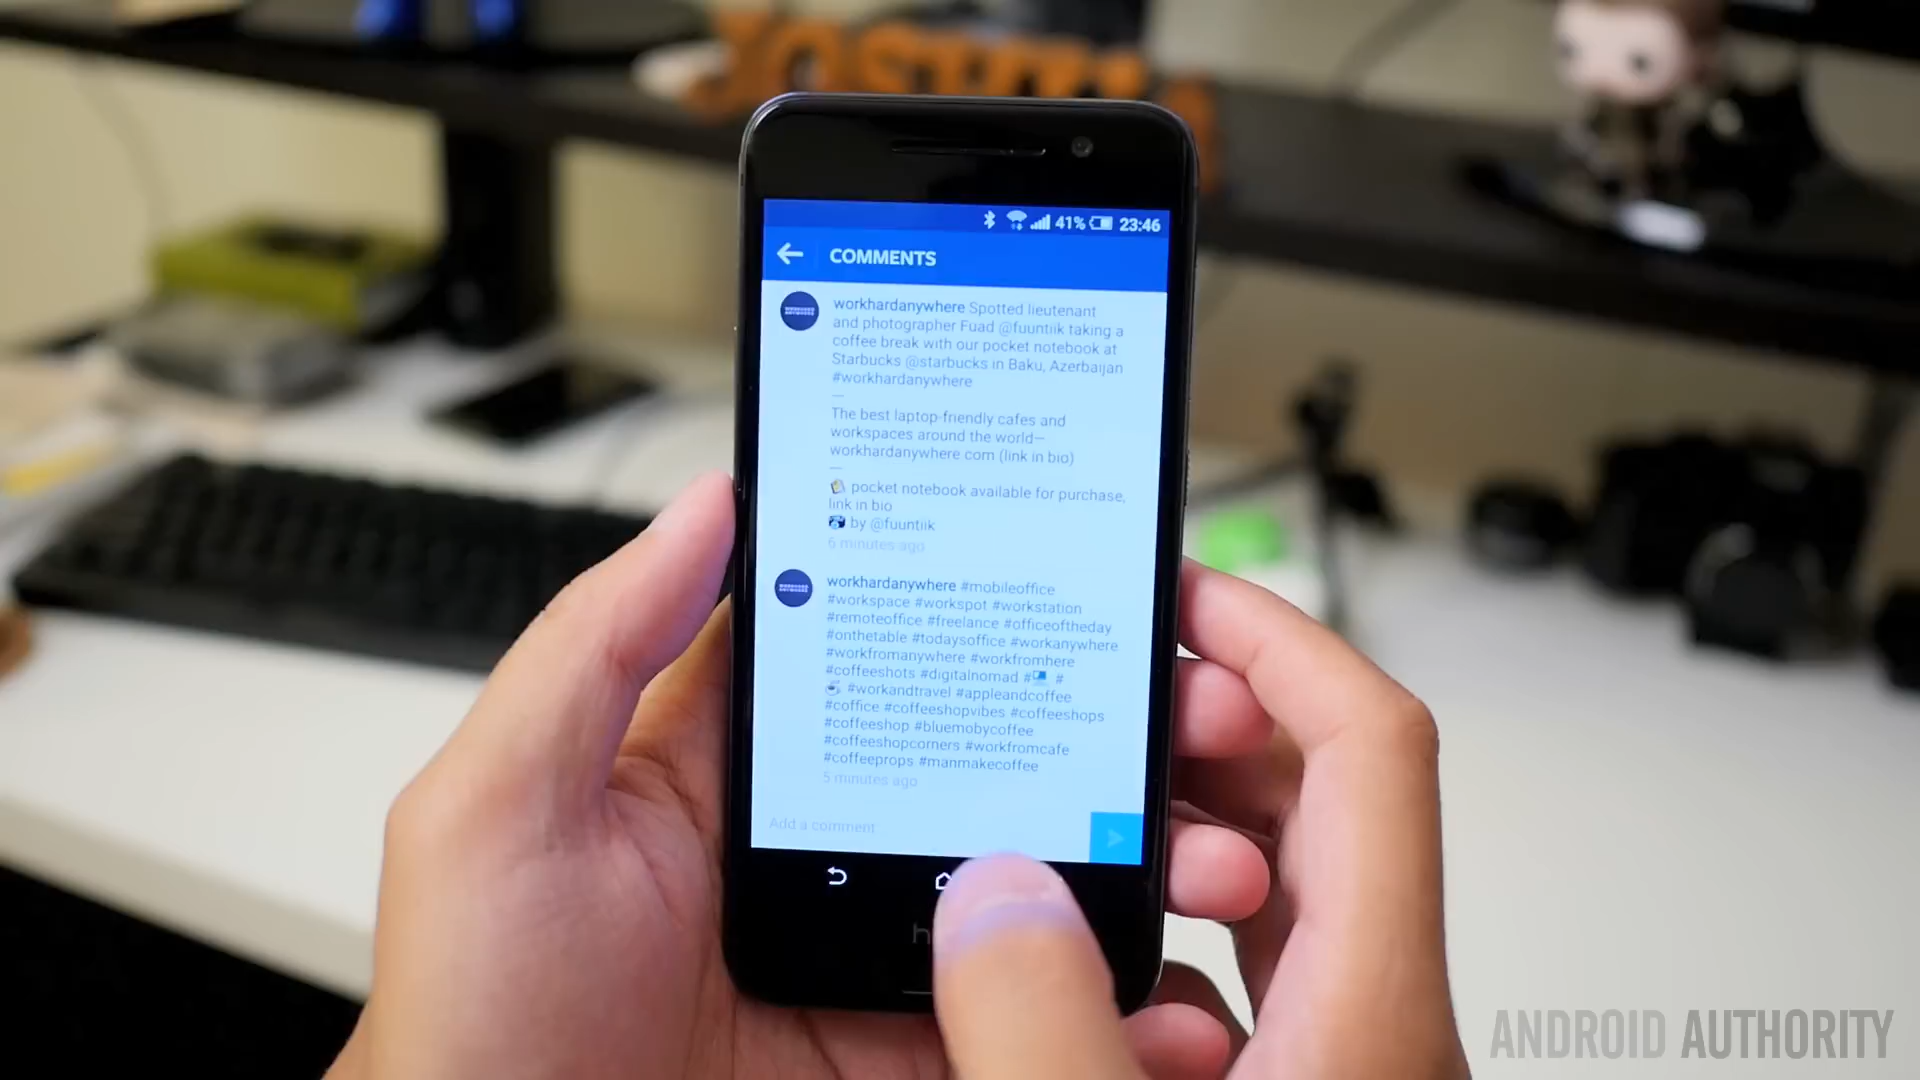 JOSHUA
41% 23:46
COMMENTS
workhardanywhere Spotted lieutenant
and photographer Fuad @fuuntiik taking a
coffee break with our pocket notebook at
Starbucks @starbucks in Baku, Azerbaijan
#workhardanywhere
—
The best laptop-friendly cafes and
workspaces around the world—
workhardanywhere.com (link in bio)
—
pocket notebook available for purchase,
link in bio
by @fuuntiik
6 minutes ago
workhardanywhere #mobileoffice
#workspace #workspot #workstation
#remoteoffice #freelance #officeoftheday
#onthetable #todaysoffice #workanywhere
#workfromanywhere #workfromhere
#coffeeshots #digitalnomad #💻 #
☕ #workandtravel #appleandcoffee
#coffice #coffeeshopvibes #coffeeshops
#coffeeshop #bluemobycoffee
#coffeeshopcorners #workfromcafe
#coffeeprops #manmakecoffee
5 minutes ago
Add a comment...
ANDROID AUTHORITY